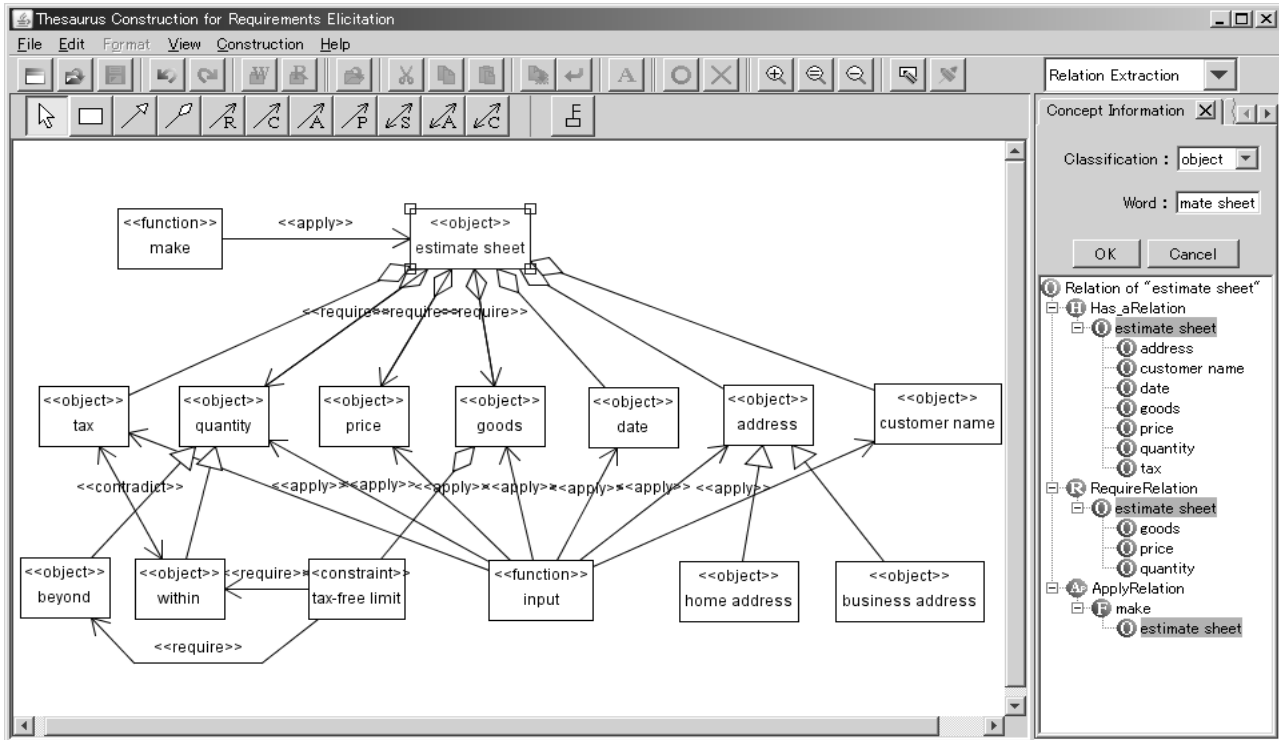 Thesaurus Construction for Requirements Elicitation
File Edit Format View Construction Help
W R A
Relation Extraction
R C A P S A C
Concept Information
Classification : object
Word : mate sheet
OK Cancel
<<function>>
make
<<apply>>
<<object>>
estimate sheet
<<require>>
<<require>>
<<require>>
<<object>>
tax
<<object>>
quantity
<<object>>
price
<<object>>
goods
<<object>>
date
<<object>>
address
<<object>>
customer name
<<contradict>>
<<apply>>
<<apply>>
<<apply>>
<<apply>>
<<apply>>
<<apply>>
<<apply>>
<<object>>
beyond
<<object>>
within
<<require>>
<<constraint>>
tax-free limit
<<function>>
input
<<object>>
home address
<<object>>
business address
<<require>>
Relation of "estimate sheet"
H Has_aRelation
estimate sheet
address
customer name
date
goods
price
quantity
tax
R RequireRelation
estimate sheet
goods
price
quantity
Ap ApplyRelation
F make
estimate sheet